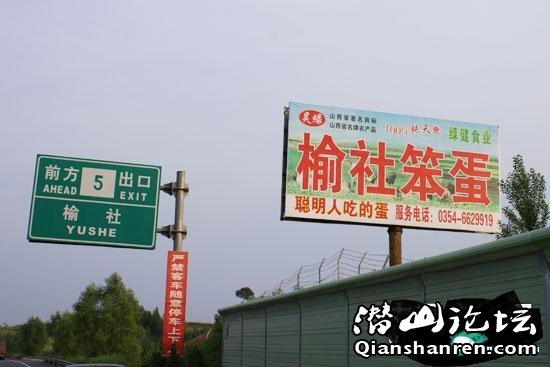 前方 5 出口
AHEAD EXIT
榆社
YUSHE
严禁客车随意停车上下
昊绿
山西省著名商标
山西省名牌农产品
100%纯天然
绿健食业
榆社笨蛋
聪明人吃的蛋
服务电话：0354-6629919
潜山论坛
Qianshanren.com